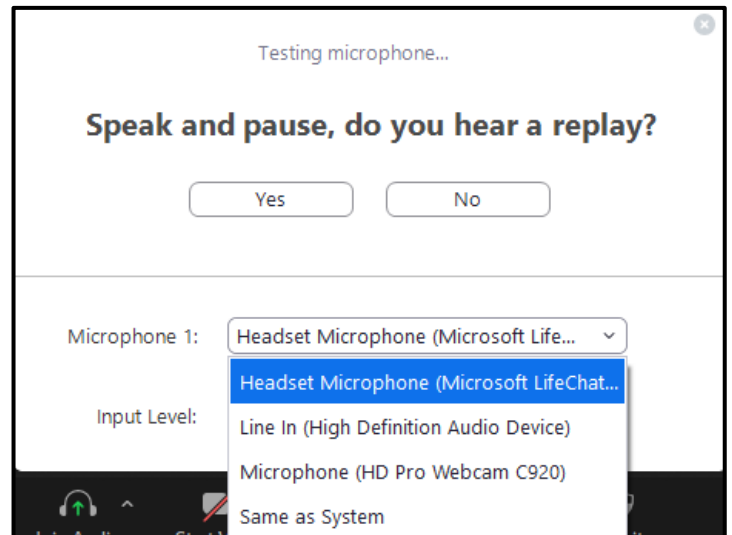 Testing microphone...
Speak and pause, do you hear a replay?
Yes No
Microphone 1: Headset Microphone (Microsoft Life...
Headset Microphone (Microsoft LifeChat...
Input Level:
Line In (High Definition Audio Device)
Microphone (HD Pro Webcam C920)
Same as System